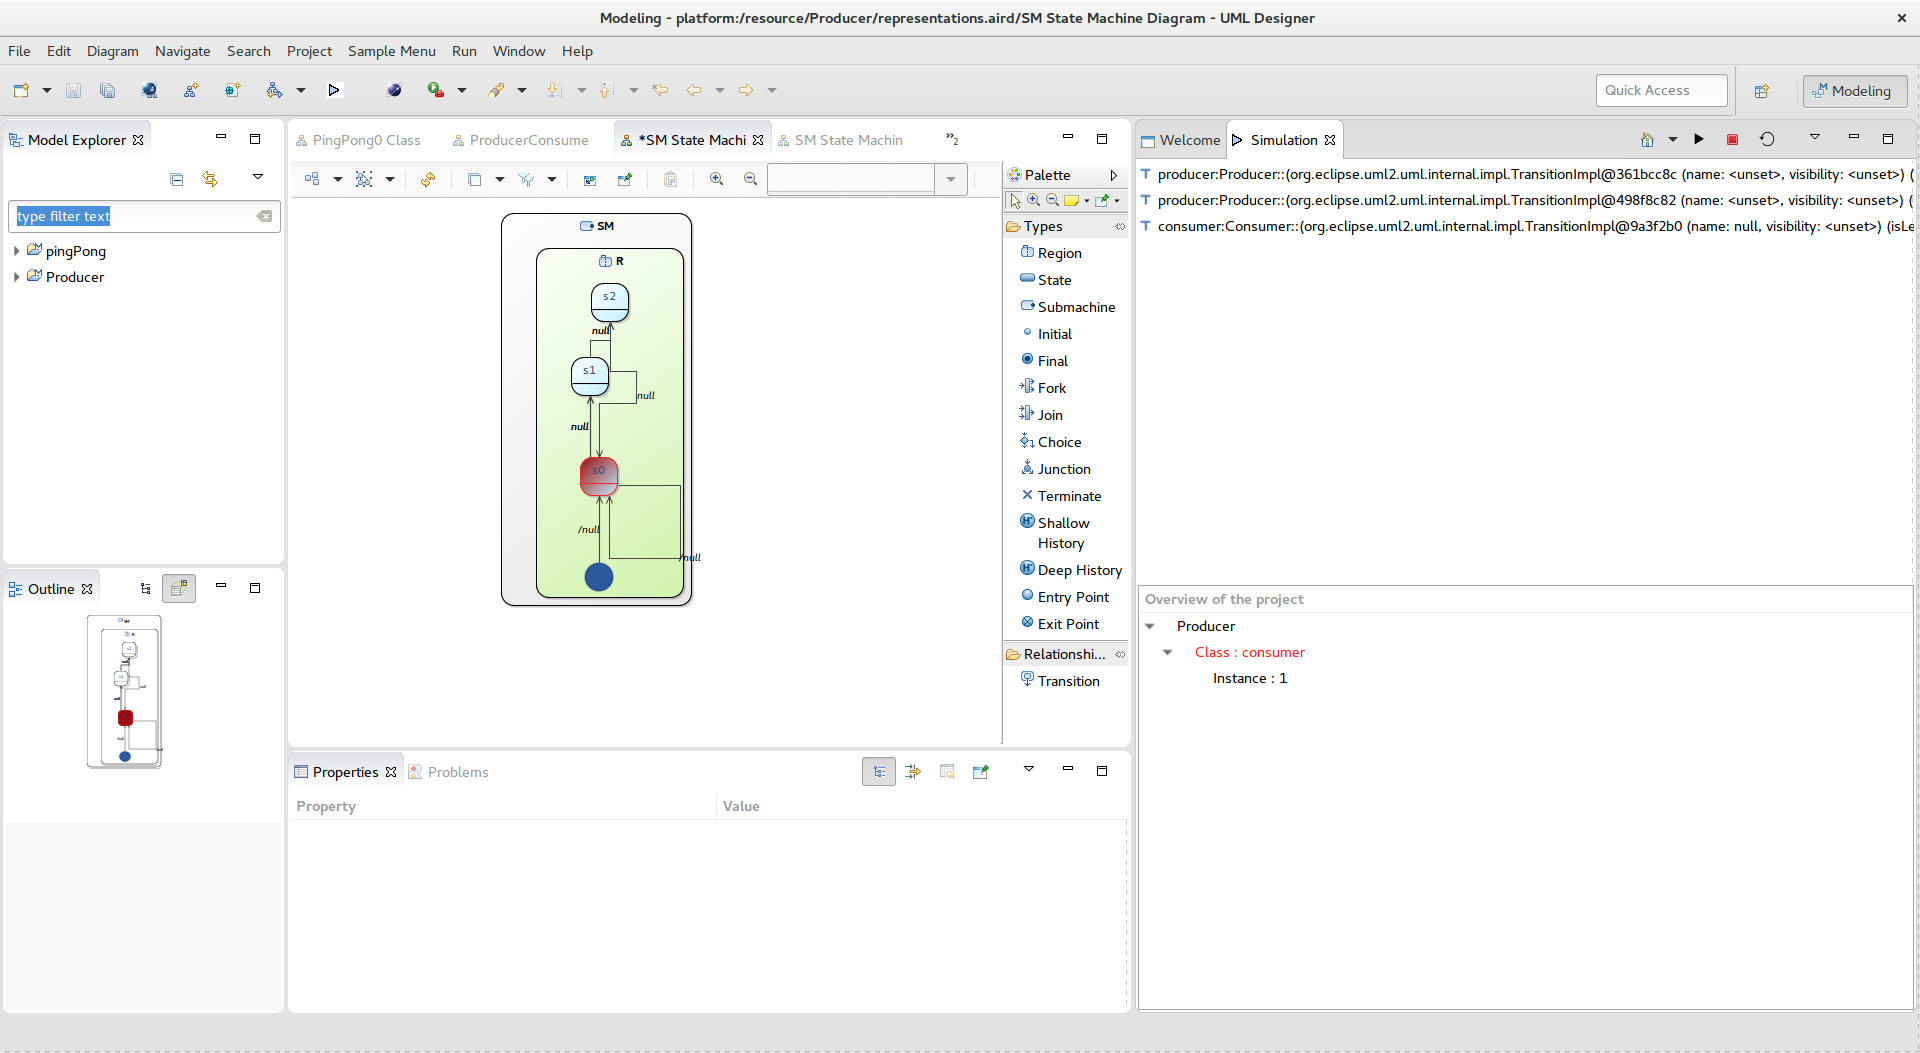 Modeling - platform:/resource/Producer/representations.aird/SM State Machine Diagram - UML Designer
File Edit Diagram Navigate Search Project Sample Menu Run Window Help
Quick Access
Modeling
Model Explorer
type filter text
pingPong
Producer
Outline
PingPong0 Class
ProducerConsume
*SM State Machi
SM State Machin
»2
SM
R
s2
null
s1
null
null
s0
/null
/null
Palette
Types
Region
State
Submachine
Initial
Final
Fork
Join
Choice
Junction
Terminate
Shallow
History
Deep History
Entry Point
Exit Point
Relationshi...
Transition
Properties
Problems
Property Value
Welcome
Simulation
producer:Producer::(org.eclipse.uml2.uml.internal.impl.TransitionImpl@361bcc8c (name: <unset>, visibility: <unset>) (
producer:Producer::(org.eclipse.uml2.uml.internal.impl.TransitionImpl@498f8c82 (name: <unset>, visibility: <unset>) (
consumer:Consumer::(org.eclipse.uml2.uml.internal.impl.TransitionImpl@9a3f2b0 (name: null, visibility: <unset>) (isLe
Overview of the project
Producer
Class : consumer
Instance : 1